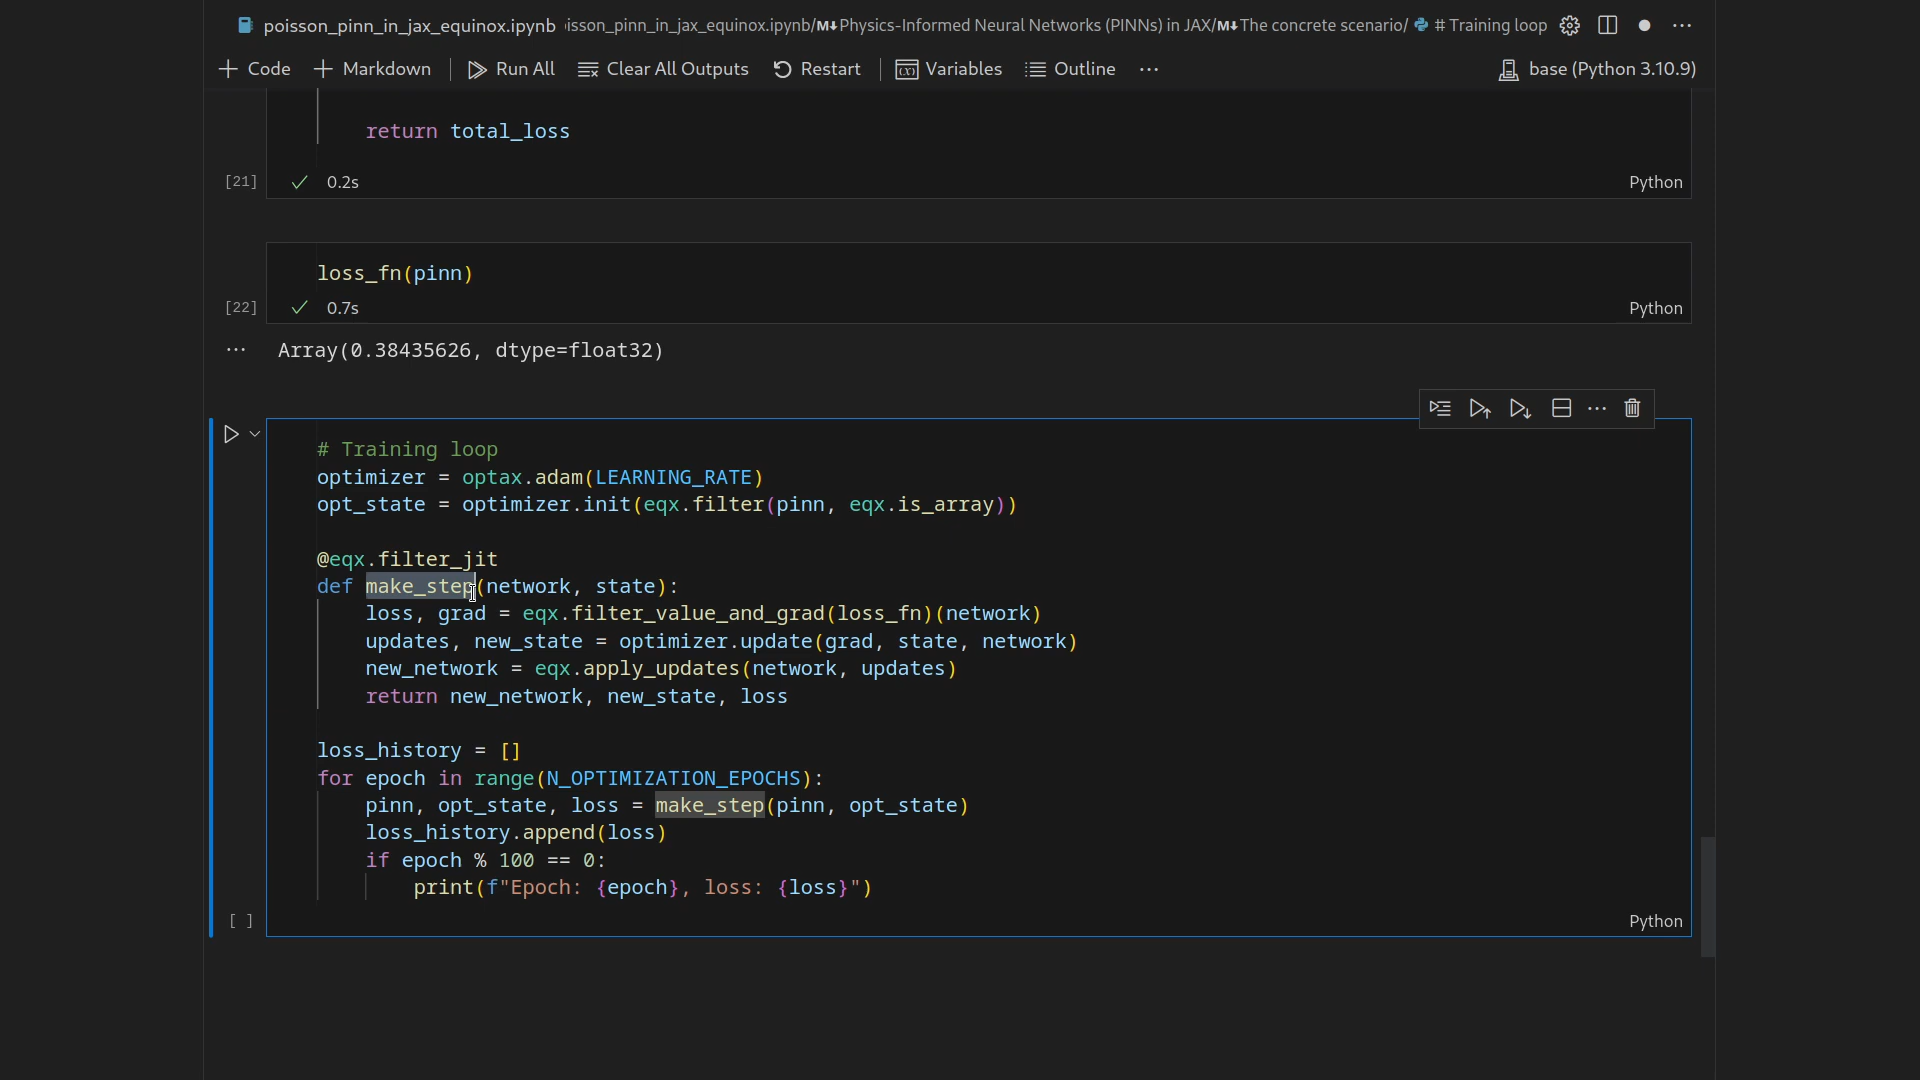 poisson_pinn_in_jax_equinox.ipynb isson_pinn_in_jax_equinox.ipynb/M↓Physics-Informed Neural Networks (PINNs) in JAX/M↓The concrete scenario/ # Training loop ...
+ Code + Markdown | Run All Clear All Outputs Restart | Variables Outline ... base (Python 3.10.9)
return total_loss
[21] ✓ 0.2s Python
loss_fn(pinn)
[22] ✓ 0.7s Python
... Array(0.38435626, dtype=float32)
# Training loop
optimizer = optax.adam(LEARNING_RATE)
opt_state = optimizer.init(eqx.filter(pinn, eqx.is_array))
@eqx.filter_jit
def make_step(network, state):
loss, grad = eqx.filter_value_and_grad(loss_fn)(network)
updates, new_state = optimizer.update(grad, state, network)
new_network = eqx.apply_updates(network, updates)
return new_network, new_state, loss
loss_history = []
for epoch in range(N_OPTIMIZATION_EPOCHS):
pinn, opt_state, loss = make_step(pinn, opt_state)
loss_history.append(loss)
if epoch % 100 == 0:
print(f"Epoch: {epoch}, loss: {loss}")
[ ] Python